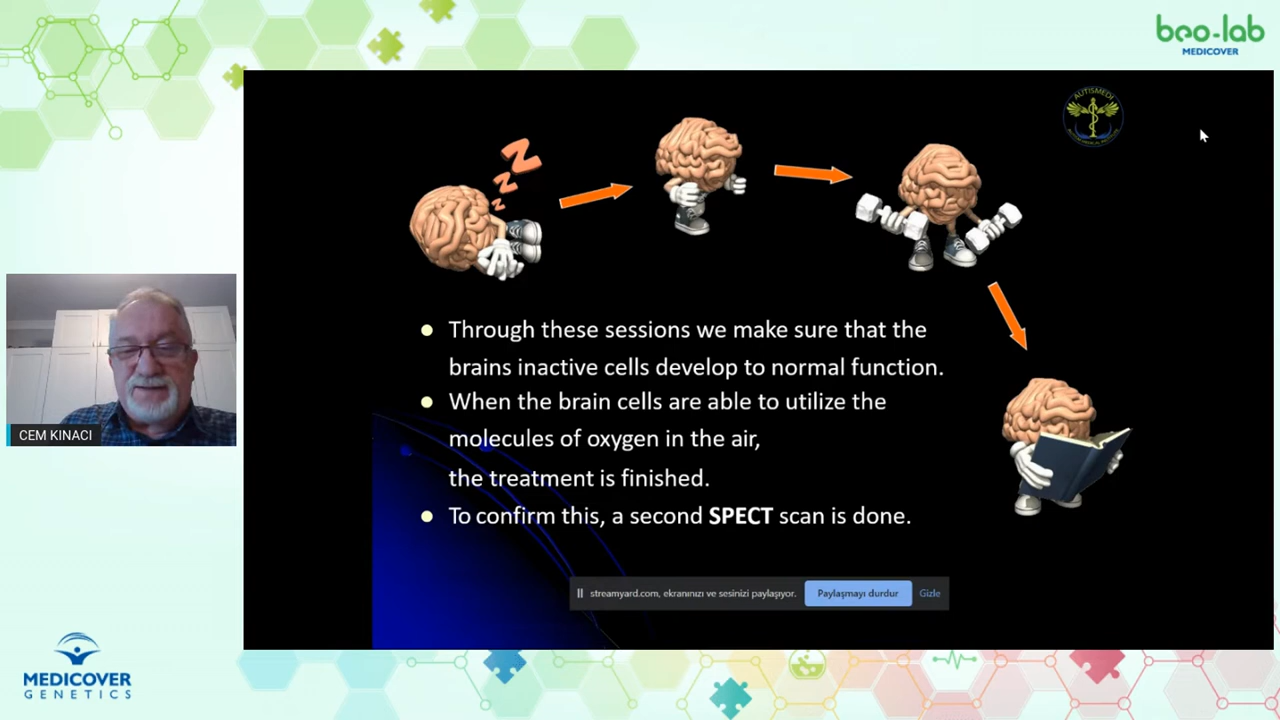 beo-lab
MEDICOVER
AUTISMEDI
Z
Z
Z
Through these sessions we make sure that the
brains inactive cells develop to normal function.
When the brain cells are able to utilize the
molecules of oxygen in the air,
the treatment is finished.
To confirm this, a second SPECT scan is done.
CEM KINACI
streamyard.com, ekranınızı ve sesinizi paylaşıyor.
Paylaşmayı durdur
Gizle
MEDICOVER
GENETICS